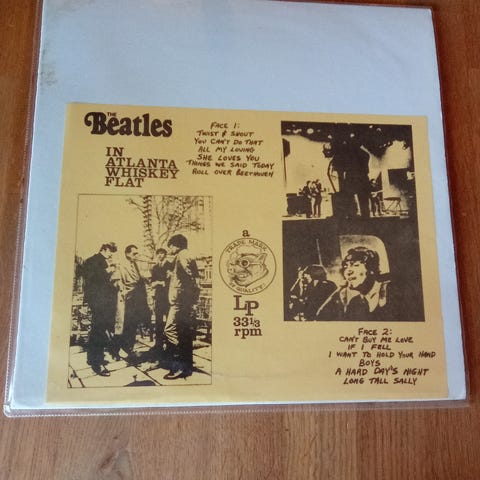 THE
Beatles
IN
ATLANTA
WHISKEY
FLAT
FACE 1:
TWIST & SHOUT
YOU CAN'T DO THAT
ALL MY LOVING
SHE LOVES YOU
THINGS WE SAID TODAY
ROLL OVER BEETHOVEN
a
TRADE MARK
OF QUALITY
LP
33 1/3
rpm
FACE 2:
CAN'T BUY ME LOVE
IF I FELL
I WANT TO HOLD YOUR HAND
BOYS
A HARD DAY'S NIGHT
LONG TALL SALLY